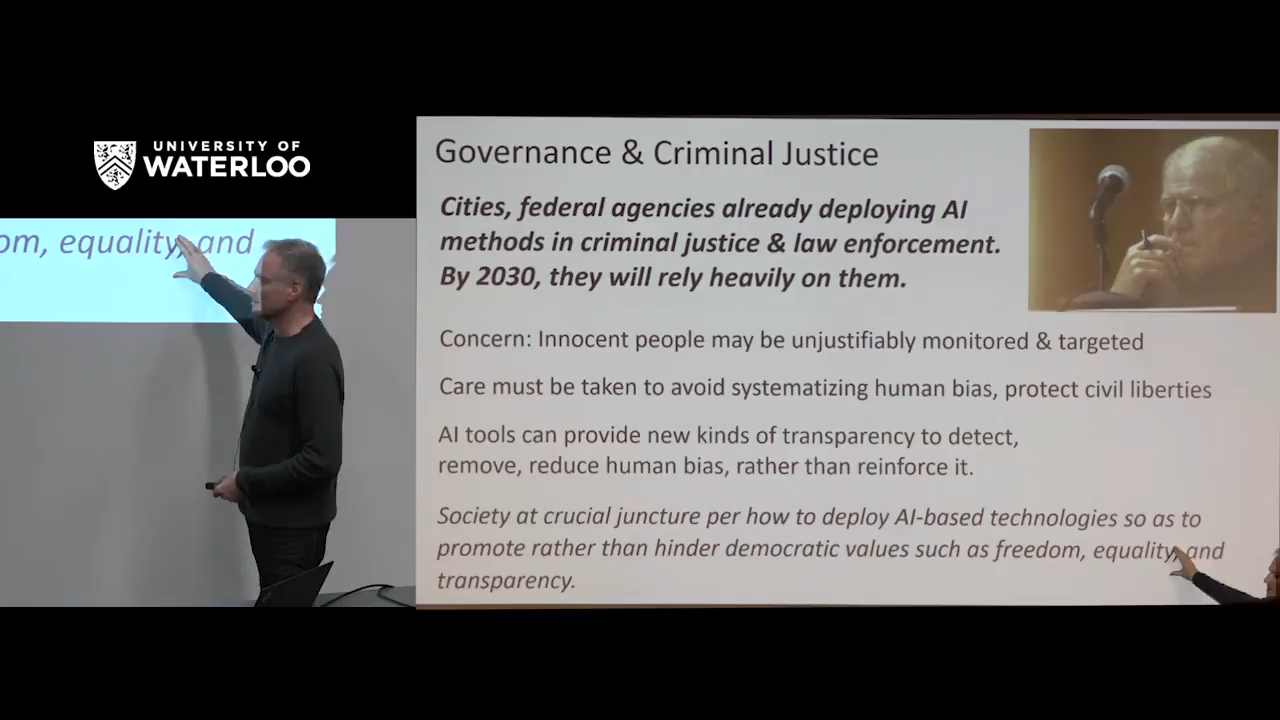 UNIVERSITY OF
WATERLOO
om, equality, and
Governance & Criminal Justice
Cities, federal agencies already deploying AI
methods in criminal justice & law enforcement.
By 2030, they will rely heavily on them.
Concern: Innocent people may be unjustifiably monitored & targeted
Care must be taken to avoid systematizing human bias, protect civil liberties
AI tools can provide new kinds of transparency to detect,
remove, reduce human bias, rather than reinforce it.
Society at crucial juncture per how to deploy AI-based technologies so as to
promote rather than hinder democratic values such as freedom, equality, and
transparency.